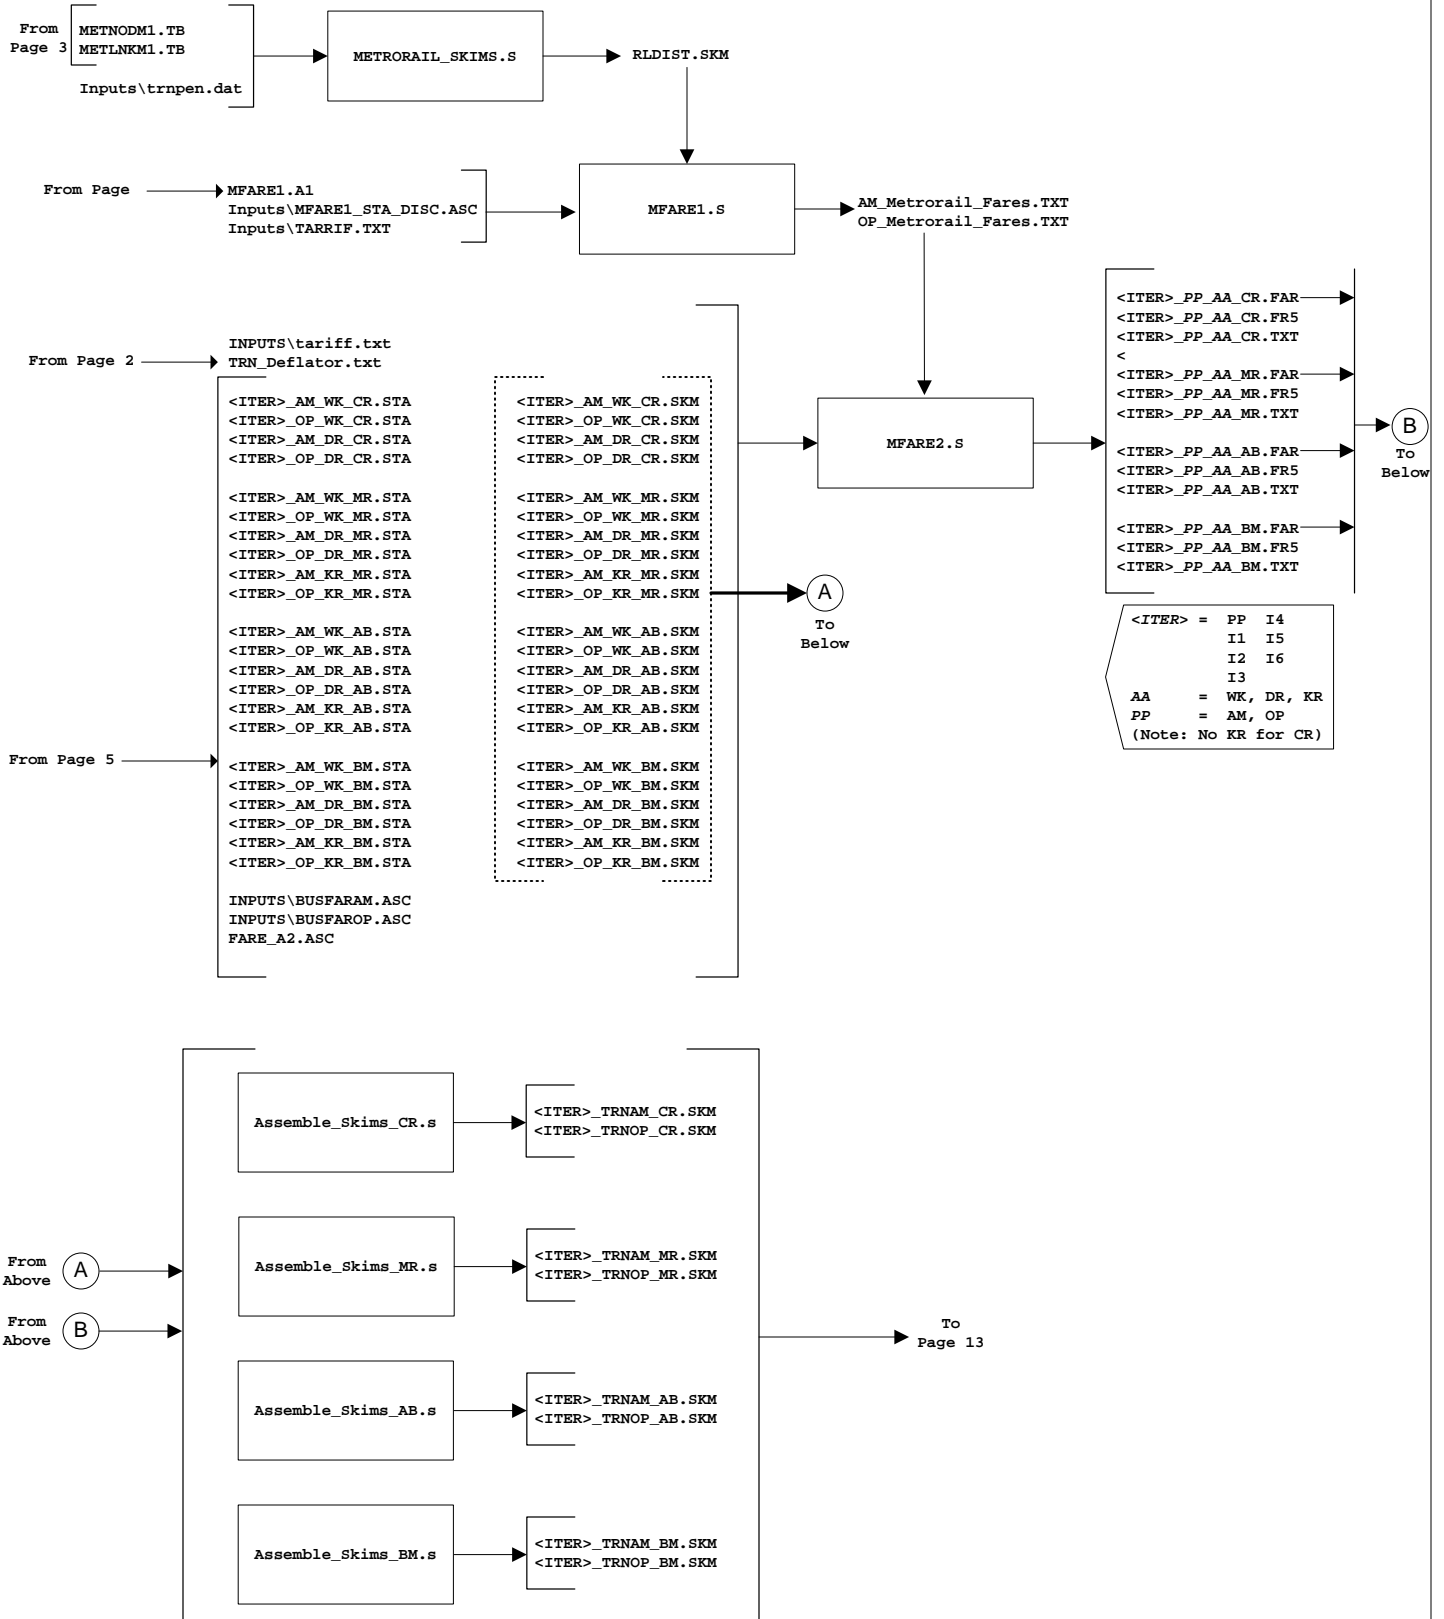 From
Page 3
METNODM1.TB
METLNKM1.TB
Inputs\trnpen.dat
METRORAIL_SKIMS.S
RLDIST.SKM
From Page
MFARE1.A1
Inputs\MFARE1_STA_DISC.ASC
Inputs\TARRIF.TXT
MFARE1.S
AM_Metrorail_Fares.TXT
OP_Metrorail_Fares.TXT
From Page 2
INPUTS\tariff.txt
TRN_Deflator.txt
<ITER>_AM_WK_CR.STA
<ITER>_OP_WK_CR.STA
<ITER>_AM_DR_CR.STA
<ITER>_OP_DR_CR.STA
<ITER>_AM_WK_MR.STA
<ITER>_OP_WK_MR.STA
<ITER>_AM_DR_MR.STA
<ITER>_OP_DR_MR.STA
<ITER>_AM_KR_MR.STA
<ITER>_OP_KR_MR.STA
<ITER>_AM_WK_AB.STA
<ITER>_OP_WK_AB.STA
<ITER>_AM_DR_AB.STA
<ITER>_OP_DR_AB.STA
<ITER>_AM_KR_AB.STA
<ITER>_OP_KR_AB.STA
From Page 5
<ITER>_AM_WK_BM.STA
<ITER>_OP_WK_BM.STA
<ITER>_AM_DR_BM.STA
<ITER>_OP_DR_BM.STA
<ITER>_AM_KR_BM.STA
<ITER>_OP_KR_BM.STA
INPUTS\BUSFARAM.ASC
INPUTS\BUSFAROP.ASC
FARE_A2.ASC
<ITER>_AM_WK_CR.SKM
<ITER>_OP_WK_CR.SKM
<ITER>_AM_DR_CR.SKM
<ITER>_OP_DR_CR.SKM
<ITER>_AM_WK_MR.SKM
<ITER>_OP_WK_MR.SKM
<ITER>_AM_DR_MR.SKM
<ITER>_OP_DR_MR.SKM
<ITER>_AM_KR_MR.SKM
<ITER>_OP_KR_MR.SKM
<ITER>_AM_WK_AB.SKM
<ITER>_OP_WK_AB.SKM
<ITER>_AM_DR_AB.SKM
<ITER>_OP_DR_AB.SKM
<ITER>_AM_KR_AB.SKM
<ITER>_OP_KR_AB.SKM
<ITER>_AM_WK_BM.SKM
<ITER>_OP_WK_BM.SKM
<ITER>_AM_DR_BM.SKM
<ITER>_OP_DR_BM.SKM
<ITER>_AM_KR_BM.SKM
<ITER>_OP_KR_BM.SKM
A
To
Below
MFARE2.S
<ITER>_PP_AA_CR.FAR
<ITER>_PP_AA_CR.FR5
<ITER>_PP_AA_CR.TXT
<
<ITER>_PP_AA_MR.FAR
<ITER>_PP_AA_MR.FR5
<ITER>_PP_AA_MR.TXT
<ITER>_PP_AA_AB.FAR
<ITER>_PP_AA_AB.FR5
<ITER>_PP_AA_AB.TXT
<ITER>_PP_AA_BM.FAR
<ITER>_PP_AA_BM.FR5
<ITER>_PP_AA_BM.TXT
B
To
Below
<ITER> = PP I4
I1 I5
I2 I6
I3
AA = WK, DR, KR
PP = AM, OP
(Note: No KR for CR)
From
Above
A
From
Above
B
Assemble_Skims_CR.s
<ITER>_TRNAM_CR.SKM
<ITER>_TRNOP_CR.SKM
Assemble_Skims_MR.s
<ITER>_TRNAM_MR.SKM
<ITER>_TRNOP_MR.SKM
Assemble_Skims_AB.s
<ITER>_TRNAM_AB.SKM
<ITER>_TRNOP_AB.SKM
Assemble_Skims_BM.s
<ITER>_TRNAM_BM.SKM
<ITER>_TRNOP_BM.SKM
To
Page 13